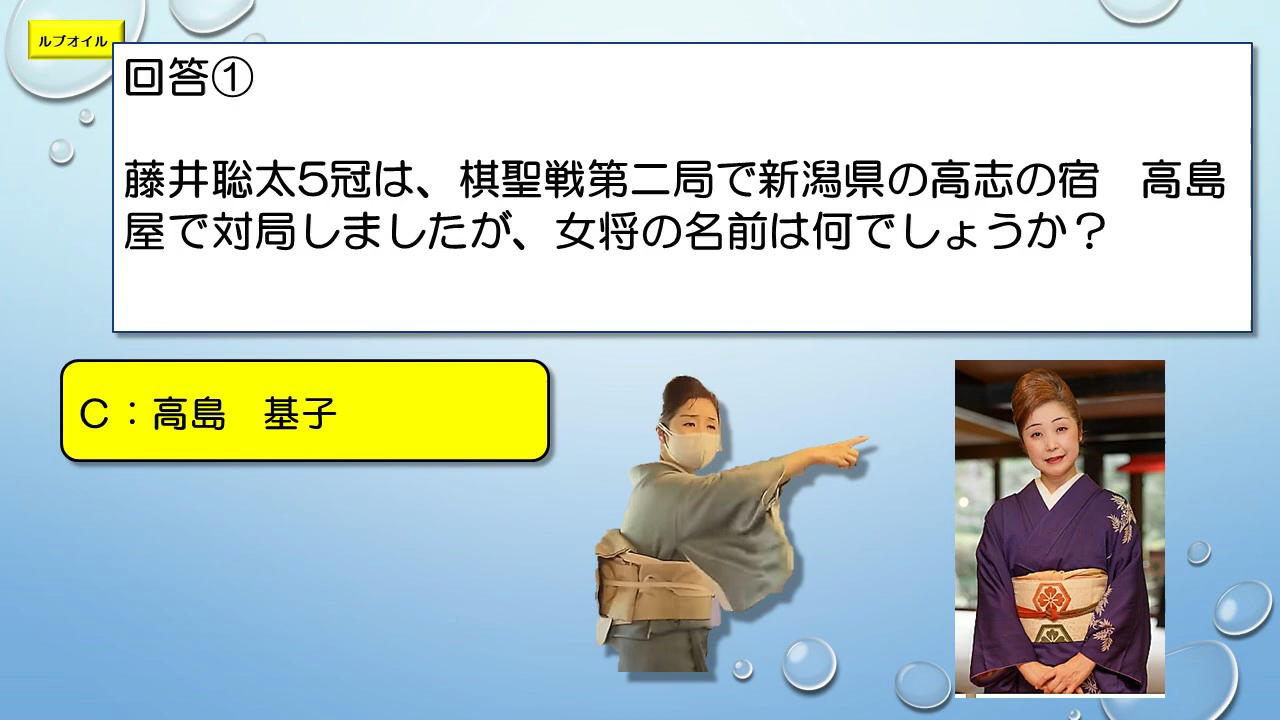 ルブオイル
回答①
藤井聡太5冠は、棋聖戦第二局で新潟県の高志の宿　高島
屋で対局しましたが、女将の名前は何でしょうか？
C：高島　基子